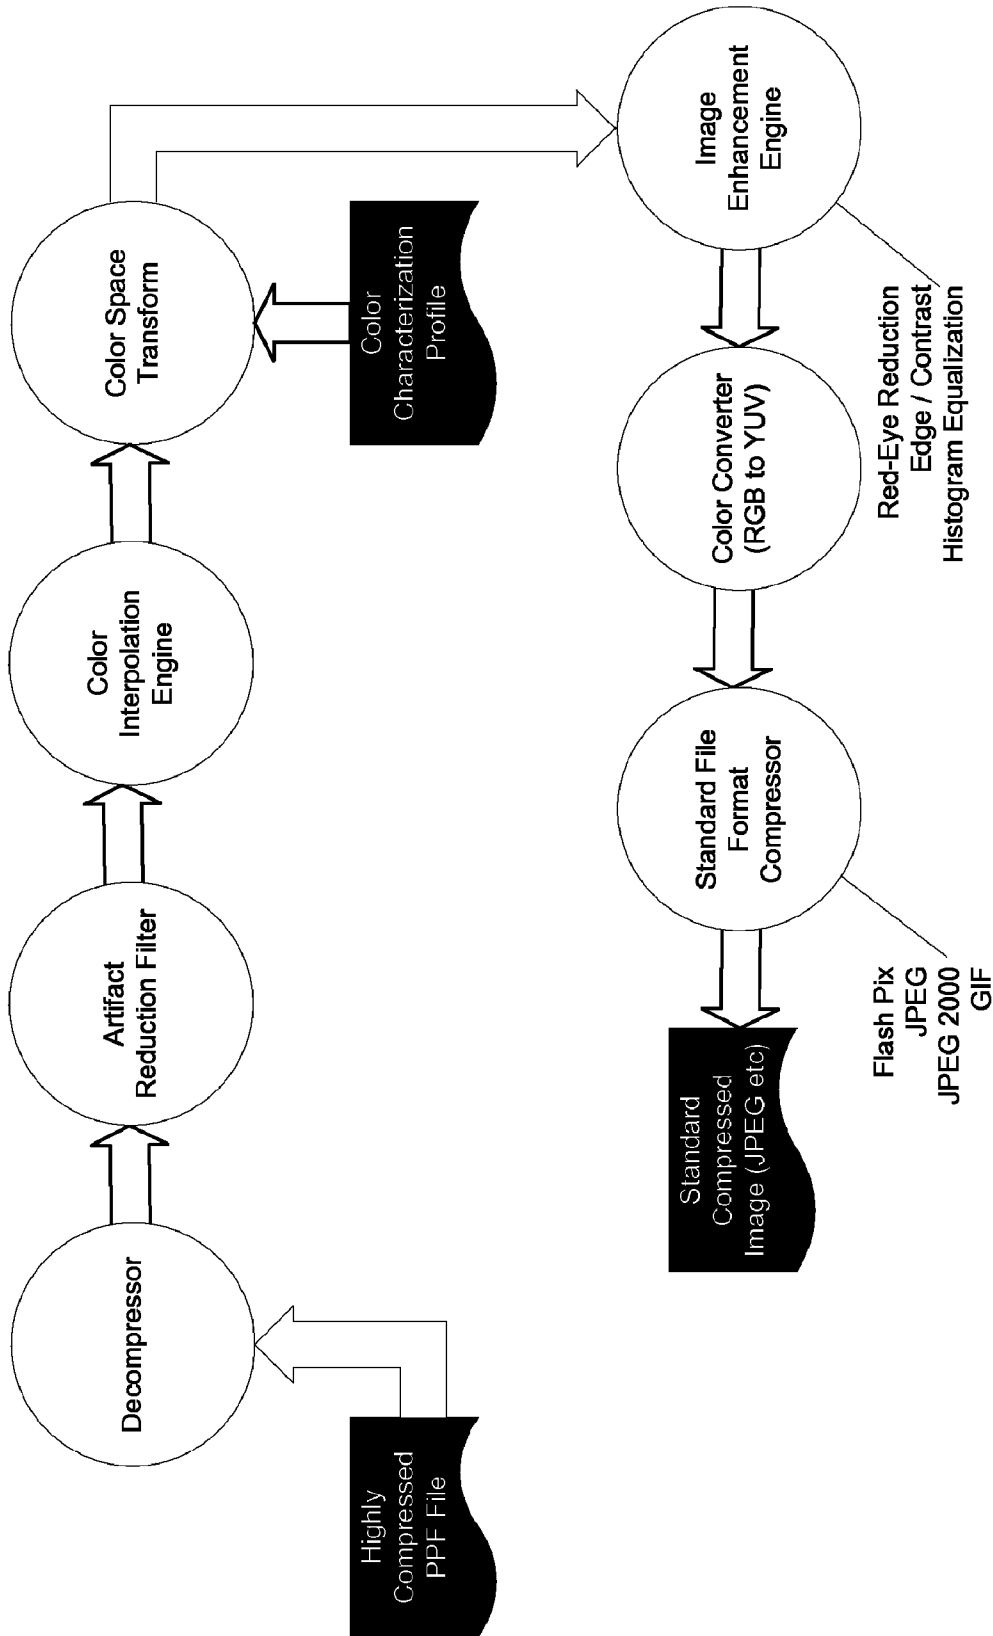 Decompressor
Artifact
Reduction Filter
Color
Interpolation
Engine
Color Space
Transform
Highly
Compressed
PPF File
Color
Characterization
Profile
Standard
Compressed
Image (JPEG etc)
Standard File
Format
Compressor
Color Converter
(RGB to YUV)
Image
Enhancement
Engine
Flash Pix
JPEG
JPEG 2000
GIF
Red-Eye Reduction
Edge / Contrast
Histogram Equalization